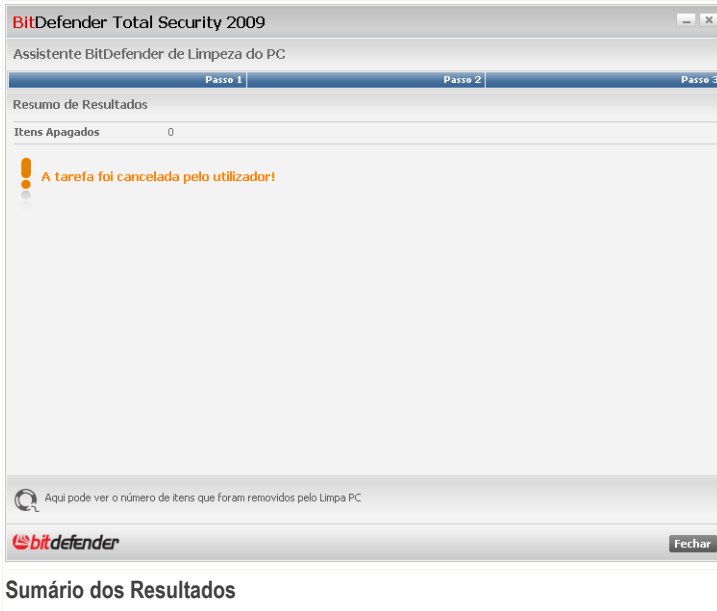 BitDefender Total Security 2009
Assistente BitDefender de Limpeza do PC
Passo 1 Passo 2 Passo 3
Resumo de Resultados
Itens Apagados 0
A tarefa foi cancelada pelo utilizador!
Aqui pode ver o número de itens que foram removidos pelo Limpa PC
bitdefender Fechar
Sumário dos Resultados